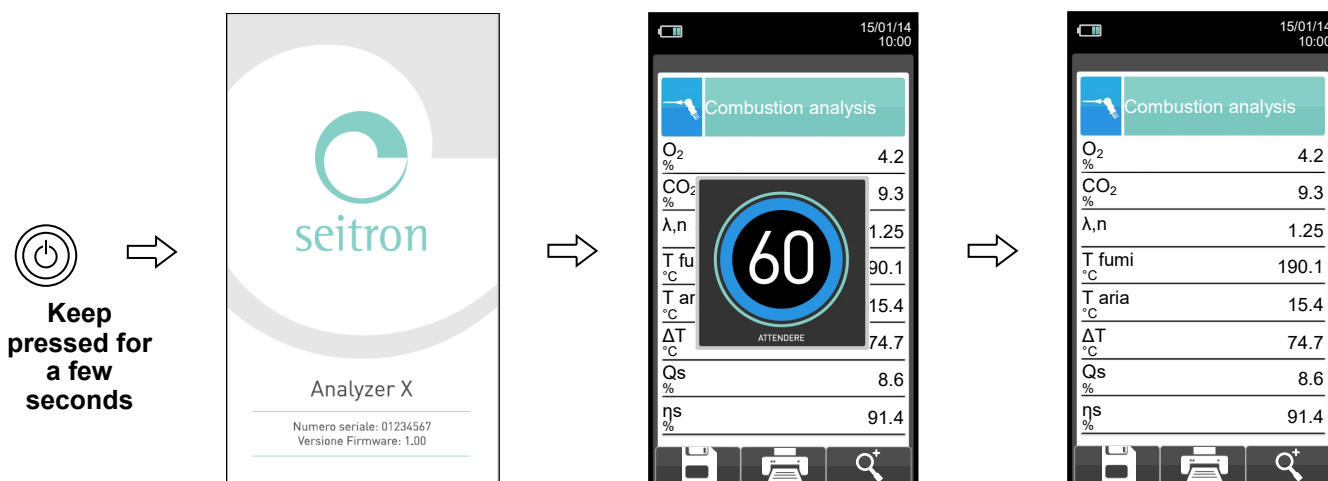 Keep
pressed for
a few
seconds
seitron
Analyzer X
Numero seriale: 01234567
Versione Firmware: 1.00
15/01/14
10:00
Combustion analysis
O₂
%
4.2
CO₂
%
9.3
λ,n
1.25
T fu
°C
90.1
T ar
°C
15.4
ΔT
°C
74.7
Qs
%
8.6
ηs
%
91.4
60
ATTENDERE
15/01/14
10:00
Combustion analysis
O₂
%
4.2
CO₂
%
9.3
λ,n
1.25
T fumi
°C
190.1
T aria
°C
15.4
ΔT
°C
74.7
Qs
%
8.6
ηs
%
91.4